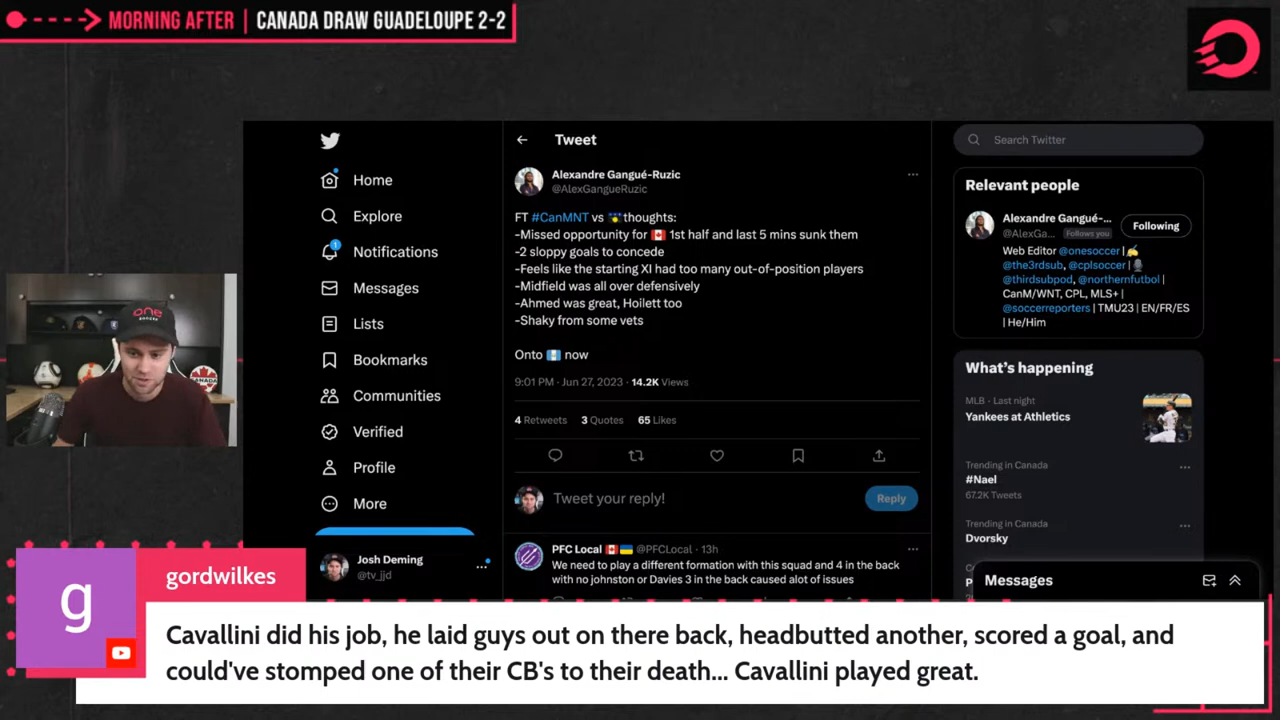 MORNING AFTER | CANADA DRAW GUADELOUPE 2-2
Home
Explore
Notifications
1
Messages
Lists
Bookmarks
Communities
Verified
Profile
More
Josh Deming
@tv_jjd
Tweet
Alexandre Gangué-Ruzic
@AlexGangueRuzic
FT #CanMNT vs thoughts:
-Missed opportunity for 1st half and last 5 mins sunk them
-2 sloppy goals to concede
-Feels like the starting XI had too many out-of-position players
-Midfield was all over defensively
-Ahmed was great, Hoilett too
-Shaky from some vets
Onto now
9:01 PM · Jun 27, 2023 · 14.2K Views
4 Retweets 3 Quotes 65 Likes
Tweet your reply!
Reply
PFC Local @PFCLocal · 13h
We need to play a different formation with this squad and 4 in the back
with no johnston or Davies 3 in the back caused alot of issues
Search Twitter
Relevant people
Alexandre Gangué-...
@AlexGa... Follows you
Following
Web Editor @onesoccer |
@the3rdsub, @cplsoccer |
@thirdsubpod, @northernfutbol |
CanM/WNT, CPL, MLS+ |
@soccerreporters | TMU23 | EN/FR/ES
| He/Him
What's happening
MLB · Last night
Yankees at Athletics
Trending in Canada
#Nael
67.2K Tweets
Trending in Canada
Dvorsky
Messages
one
CANADA
g
gordwilkes
Cavallini did his job, he laid guys out on there back, headbutted another, scored a goal, and
could've stomped one of their CB's to their death... Cavallini played great.